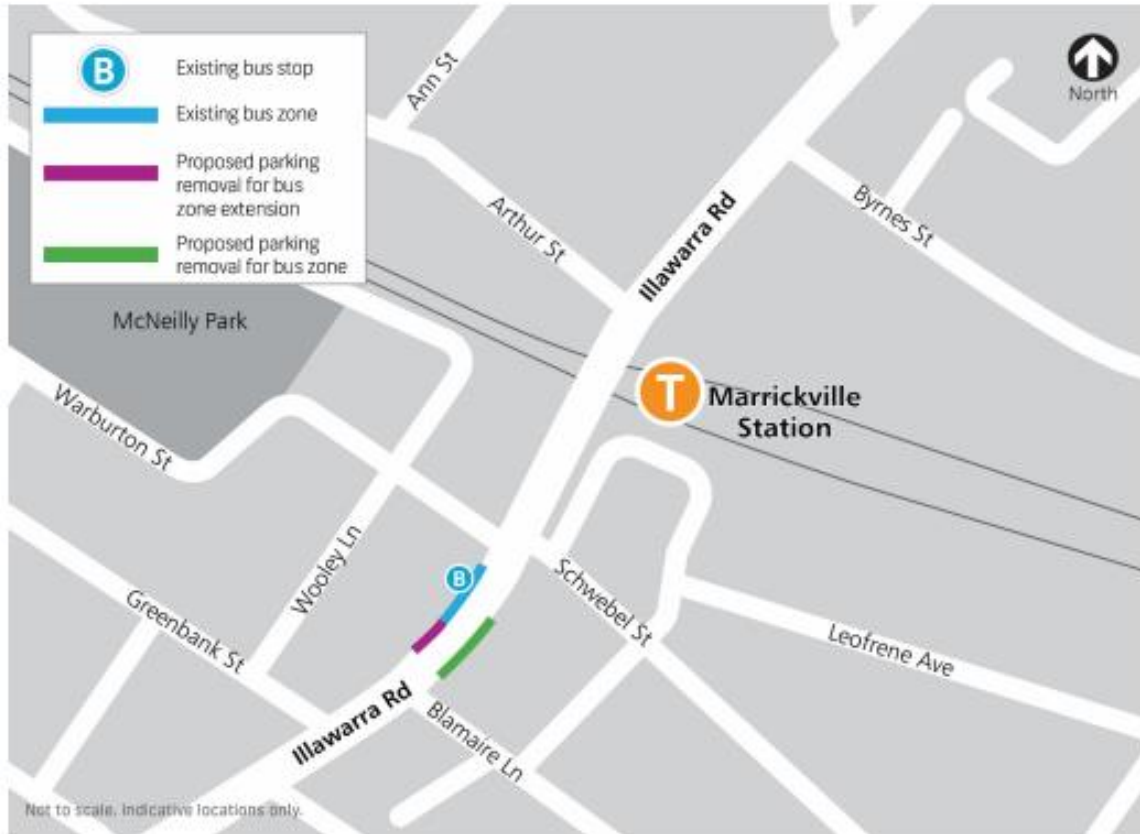 B
Existing bus stop
Existing bus zone
Proposed parking
removal for bus
zone extension
Proposed parking
removal for bus zone
North
Ann St
Arthur St
Illawarra Rd
Byrnes St
McNeilly Park
T
Marrickville
Station
Warburton St
Wooley Ln
B
Schwebel St
Greenbank St
Leofrene Ave
Illawarra Rd
Blamaire Ln
Not to scale. Indicative locations only.